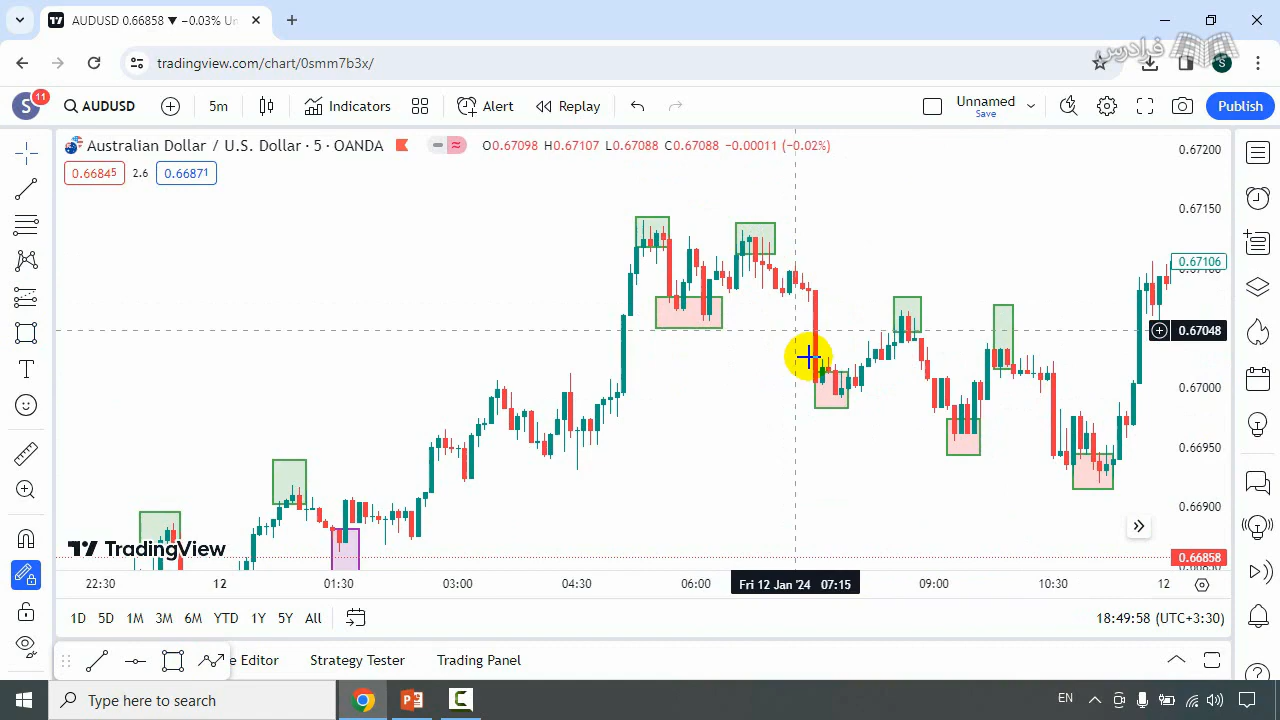 AUDUSD 0.66858 ▼ −0.03% Un
tradingview.com/chart/0smm7b3x/
فرادرس
S
S 11
AUDUSD
5m
Indicators
Alert
Replay
Unnamed
Save
Publish
Australian Dollar / U.S. Dollar · 5 · OANDA
O0.67098 H0.67107 L0.67088 C0.67088 −0.00011 (−0.02%)
0.66845 2.6 0.66871
0.67200
0.67150
0.67106
0.67100
0.67048
0.67000
0.66950
0.66900
0.66858
TradingView
22:30 12 01:30 03:00 04:30 06:00 Fri 12 Jan '24 07:15 09:00 10:30 12
1D 5D 1M 3M 6M YTD 1Y 5Y All
18:49:58 (UTC+3:30)
e Editor Strategy Tester Trading Panel
Type here to search
EN